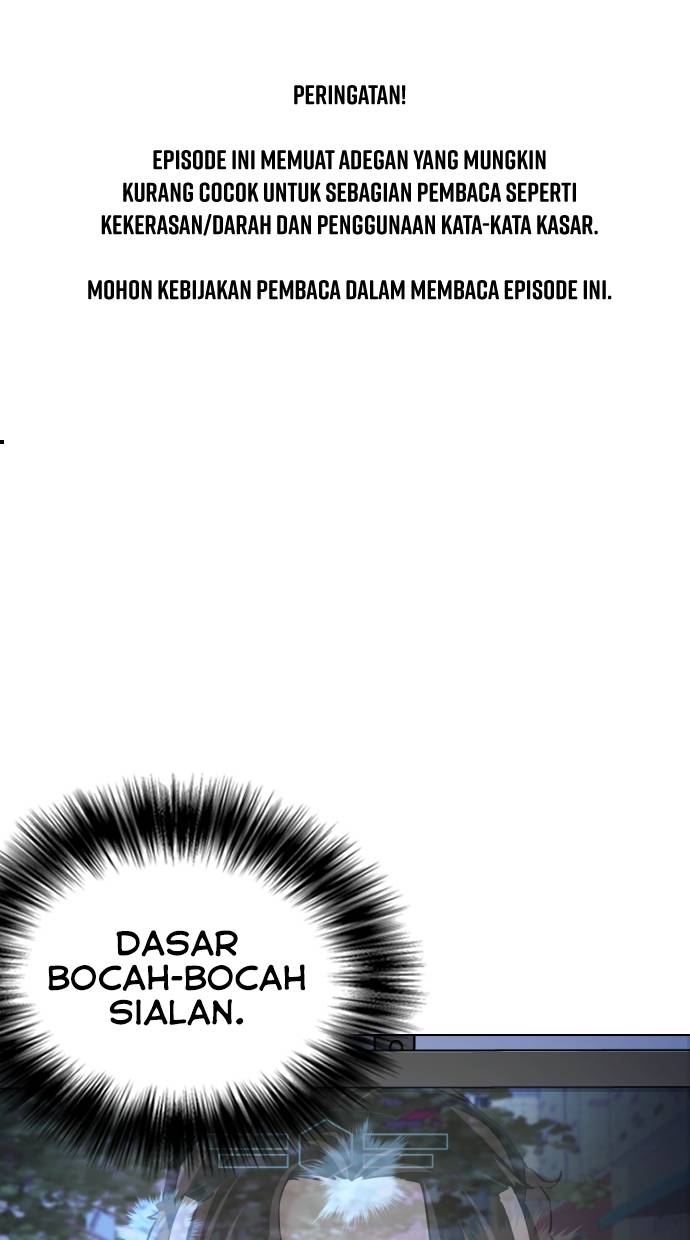 PERINGATAN!
EPISODE INI MEMUAT ADEGAN YANG MUNGKIN
KURANG COCOK UNTUK SEBAGIAN PEMBACA SEPERTI
KEKERASAN/DARAH DAN PENGGUNAAN KATA-KATA KASAR.
MOHON KEBIJAKAN PEMBACA DALAM MEMBACA EPISODE INI.
DASAR
BOCAH-BOCAH
SIALAN.